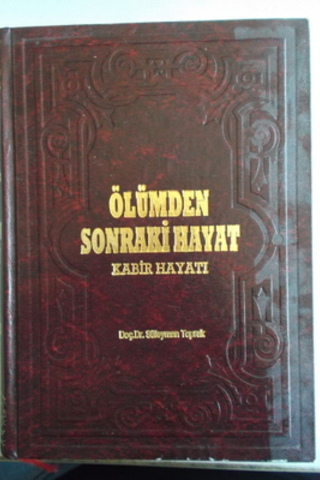 ÖLÜMDEN
SONRAKİ HAYAT
KABİR HAYATI
Doç.Dr. Süleyman Toprak